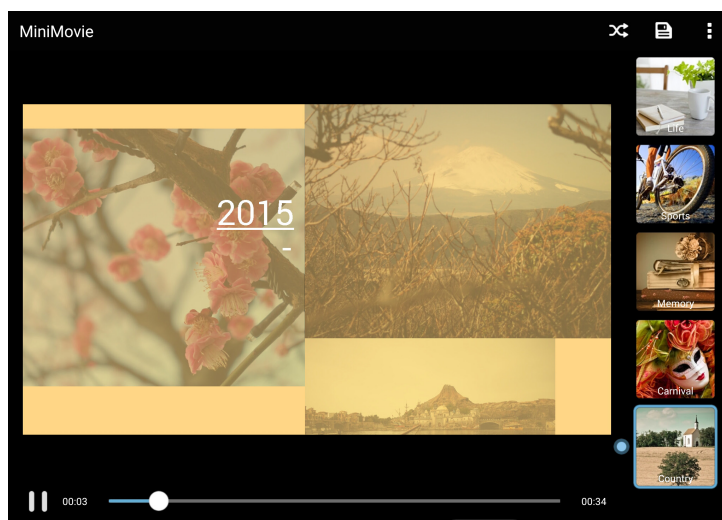 MiniMovie
2015
-
Life
Sports
Memory
Carnival
Country
00:03
00:34